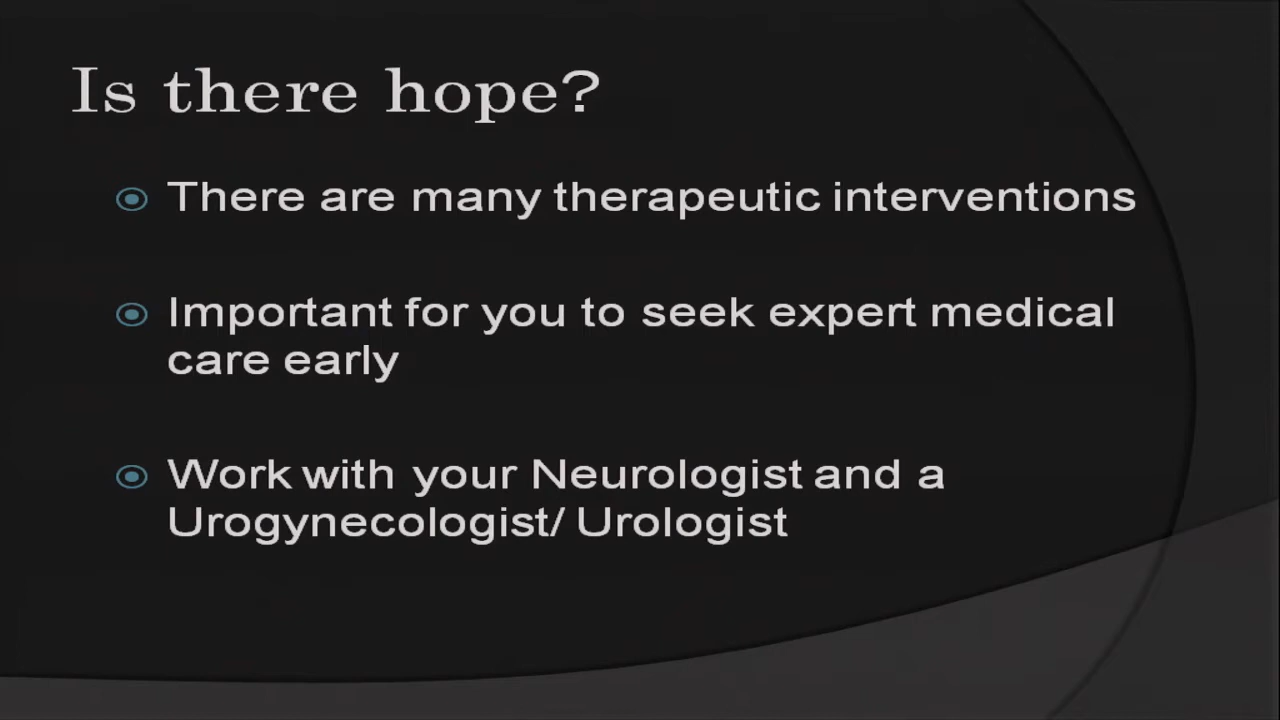 Is there hope?
There are many therapeutic interventions
Important for you to seek expert medical
care early
Work with your Neurologist and a
Urogynecologist/ Urologist